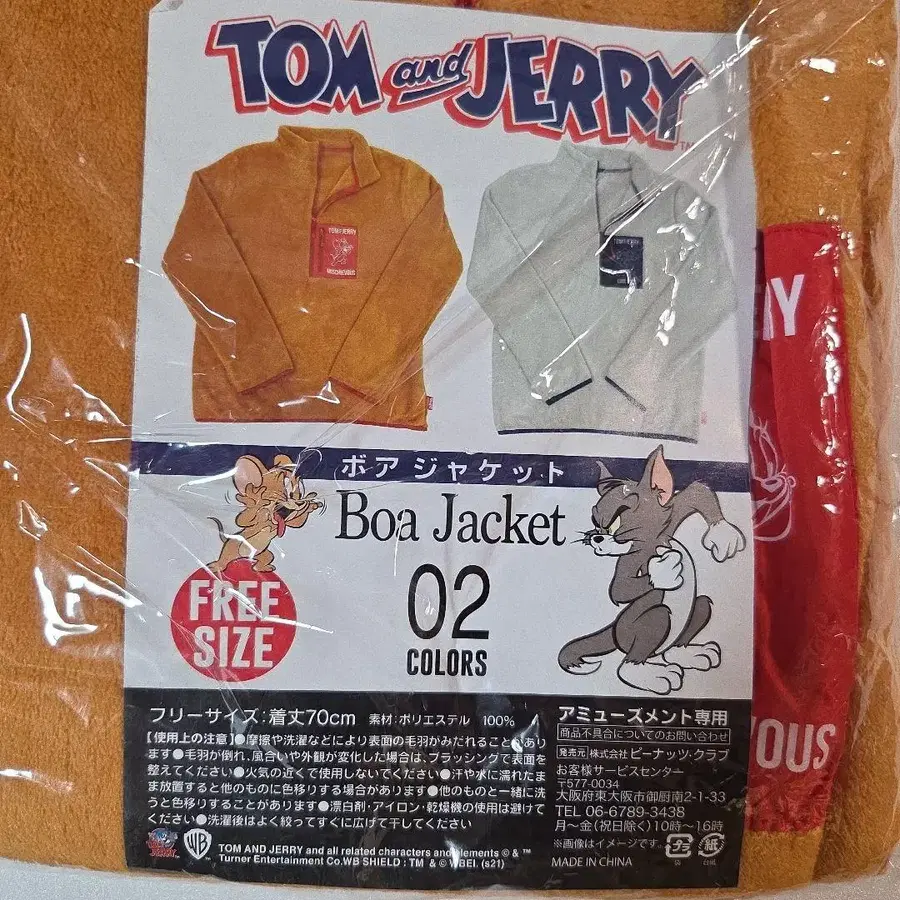 TOM and JERRY
TM
TOM and JERRY
MISCHIEVOUS
TOM and JERRY
ERRY
ボア ジャケット
Boa Jacket
FREE
SIZE
02
COLORS
IOUS
フリーサイズ:着丈70cm 素材:ポリエステル 100%
【使用上の注意】●摩擦や洗濯などにより表面の毛羽がみだれることがあり
ます●毛羽が倒れ、風合いや外観が変化した場合は、ブラッシングで表面を
整えてください●火気の近くで使用しないでください●汗や水に濡れたま
ま放置すると他のものに色移りする場合があります●他のものと一緒に洗
うと色移りすることがあります●漂白剤・アイロン・乾燥機の使用は避けて
ください●洗濯後はよく絞ってすぐに広げて干してください
アミューズメント専用
商品不具合についてのお問い合わせ
発売元 株式会社ピーナッツ・クラブ
お客様サービスセンター
〒577-0034
大阪府東大阪市御厨南2-1-33
TEL 06-6789-3438
月~金(祝日除く)10時~16時
※画像はイメージです。
MADE IN CHINA
プラ
紙
WB
TOM AND JERRY and all related characters and elements © & ™
Turner Entertainment Co.WB SHIELD : TM & © WBEI. (s21)